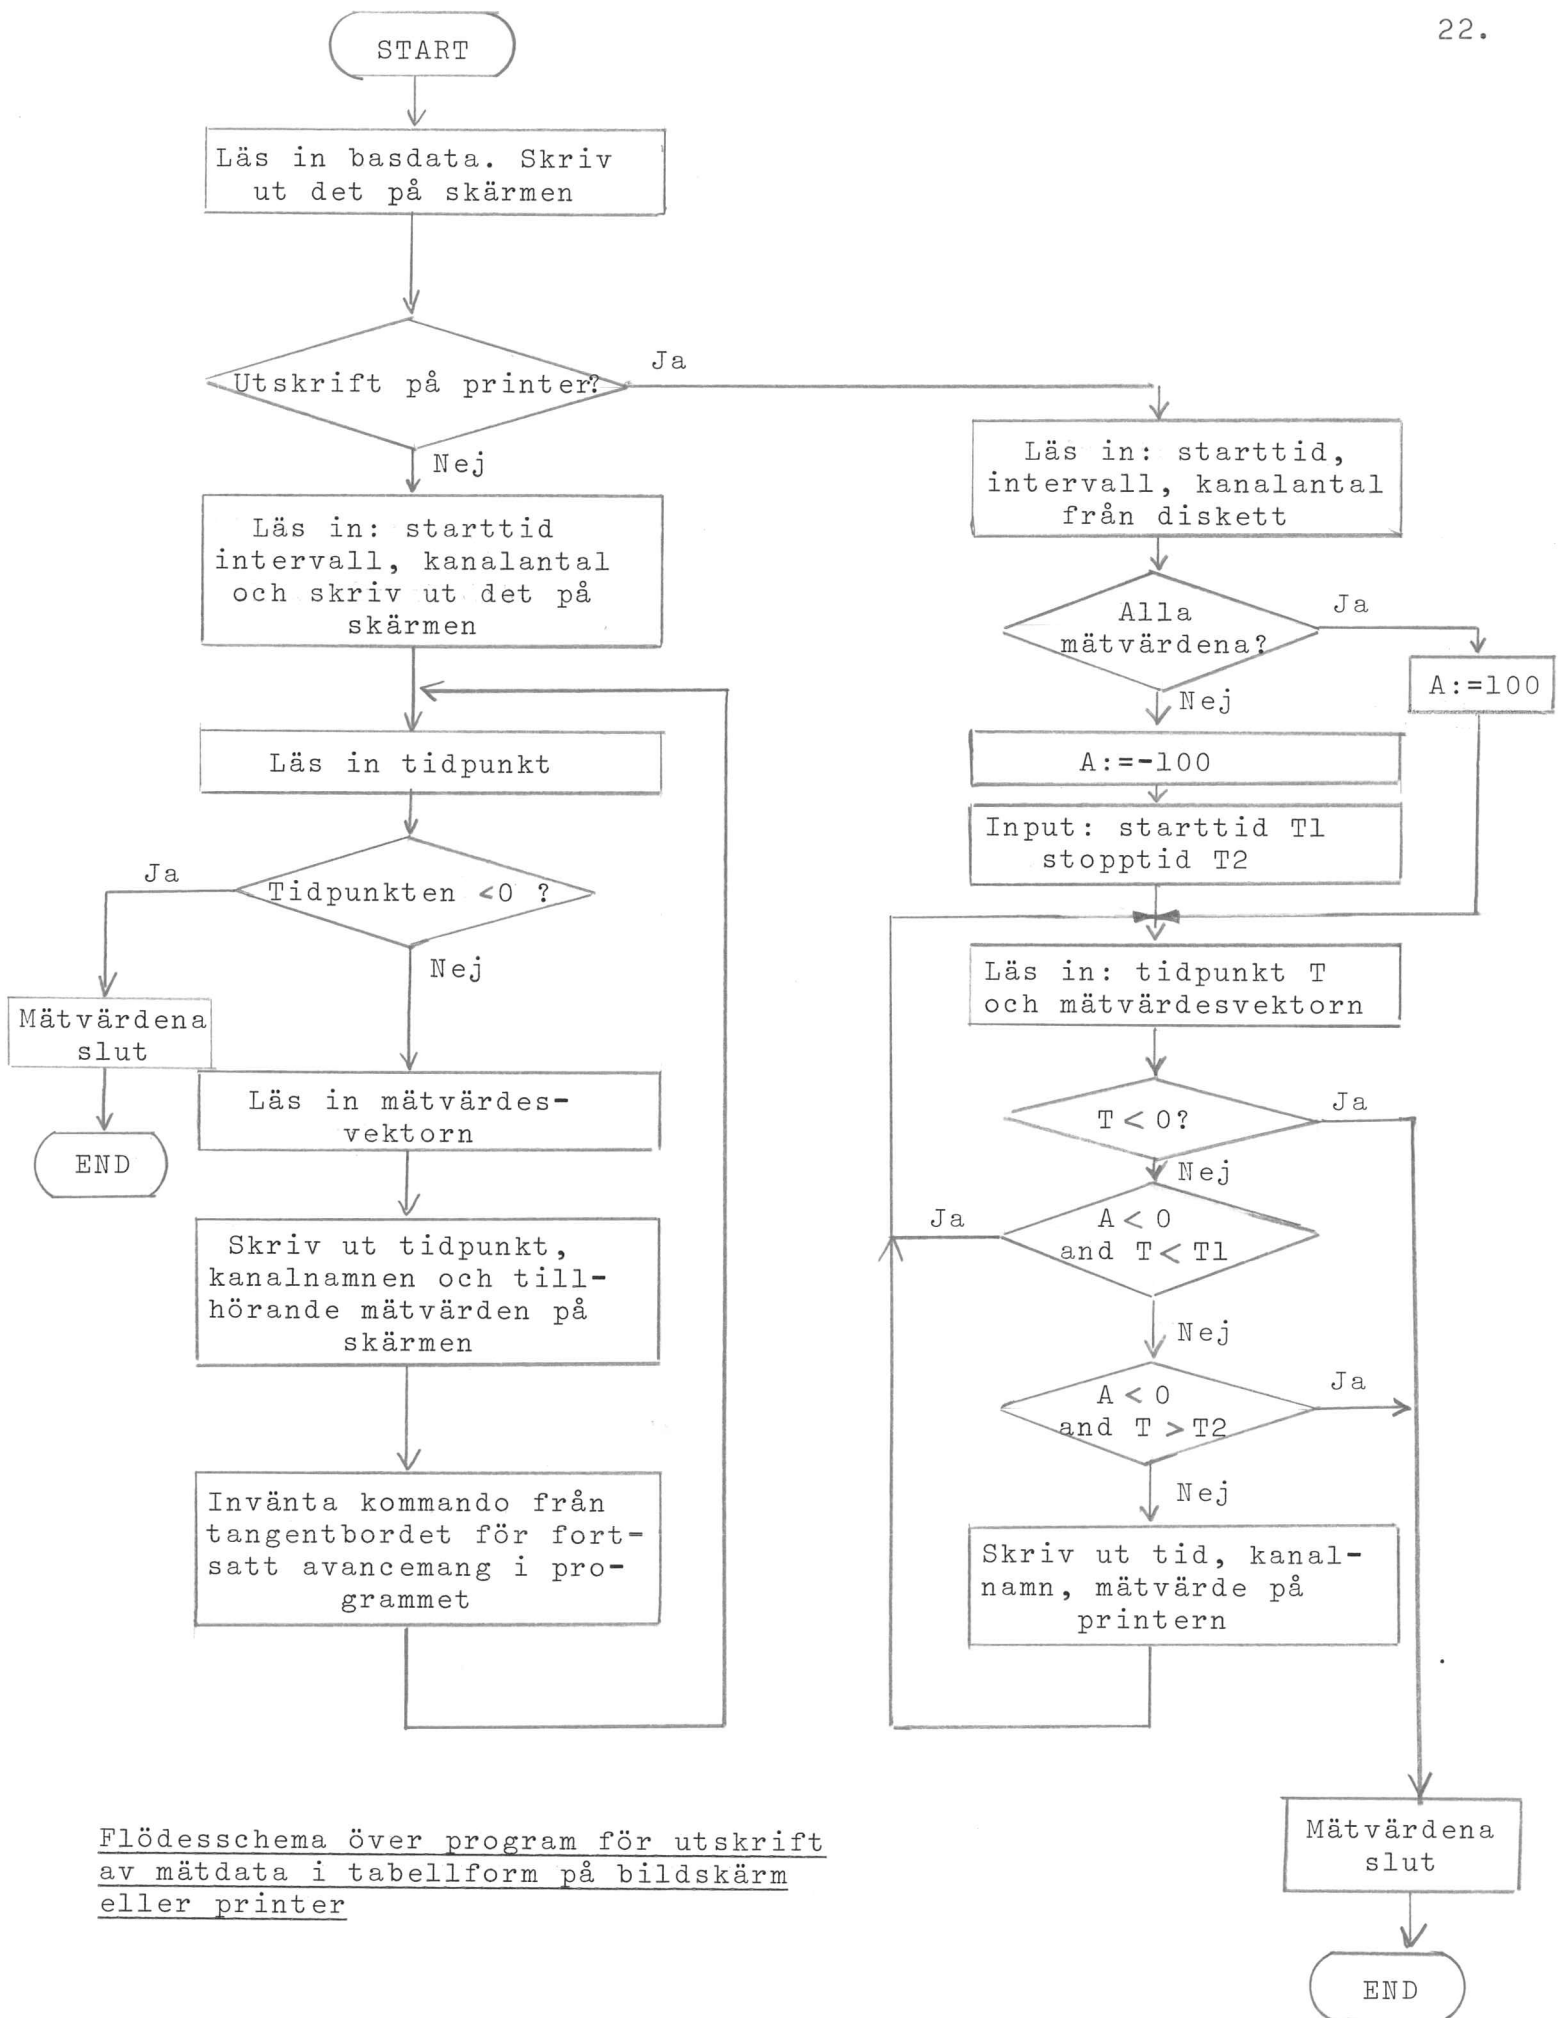 22.
START
Läs in basdata. Skriv
ut det på skärmen
Utskrift på printer?
Ja
Nej
Läs in: starttid
intervall, kanalantal
och skriv ut det på
skärmen
Läs in tidpunkt
Tidpunkten <0 ?
Ja
Nej
Mätvärdena
slut
END
Läs in mätvärdes-
vektorn
Skriv ut tidpunkt,
kanalnamnen och till-
hörande mätvärden på
skärmen
Invänta kommando från
tangentbordet för fort-
satt avancemang i pro-
grammet
Läs in: starttid,
intervall, kanalantal
från diskett
Alla
mätvärdena?
Ja
A:=100
Nej
A:=-100
Input: starttid T1
stopptid T2
Läs in: tidpunkt T
och mätvärdesvektorn
T < 0?
Ja
Nej
A < 0
and T < T1
Ja
Nej
A < 0
and T > T2
Ja
Nej
Skriv ut tid, kanal-
namn, mätvärde på
printern
Mätvärdena
slut
END
Flödesschema över program för utskrift
av mätdata i tabellform på bildskärm
eller printer